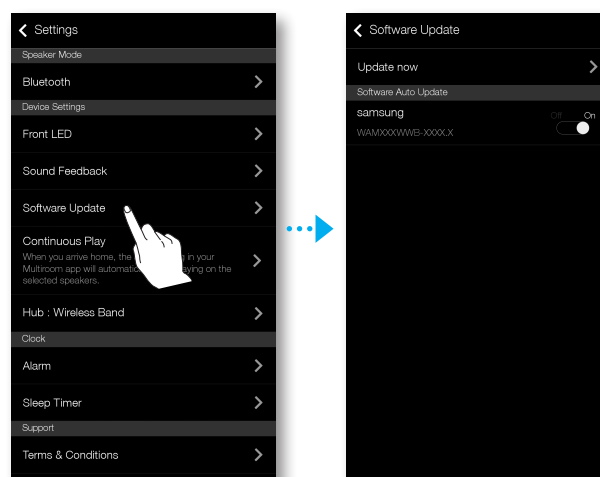 Settings
Speaker Mode
Bluetooth
Device Settings
Front LED
Sound Feedback
Software Update
Continuous Play
When you arrive home, the in your
Multiroom app will automatic aying on the
selected speakers.
Hub : Wireless Band
Clock
Alarm
Sleep Timer
Support
Terms & Conditions
Software Update
Update now
Software Auto Update
samsung
Off On
WAMXXXWWB-XXXX.X